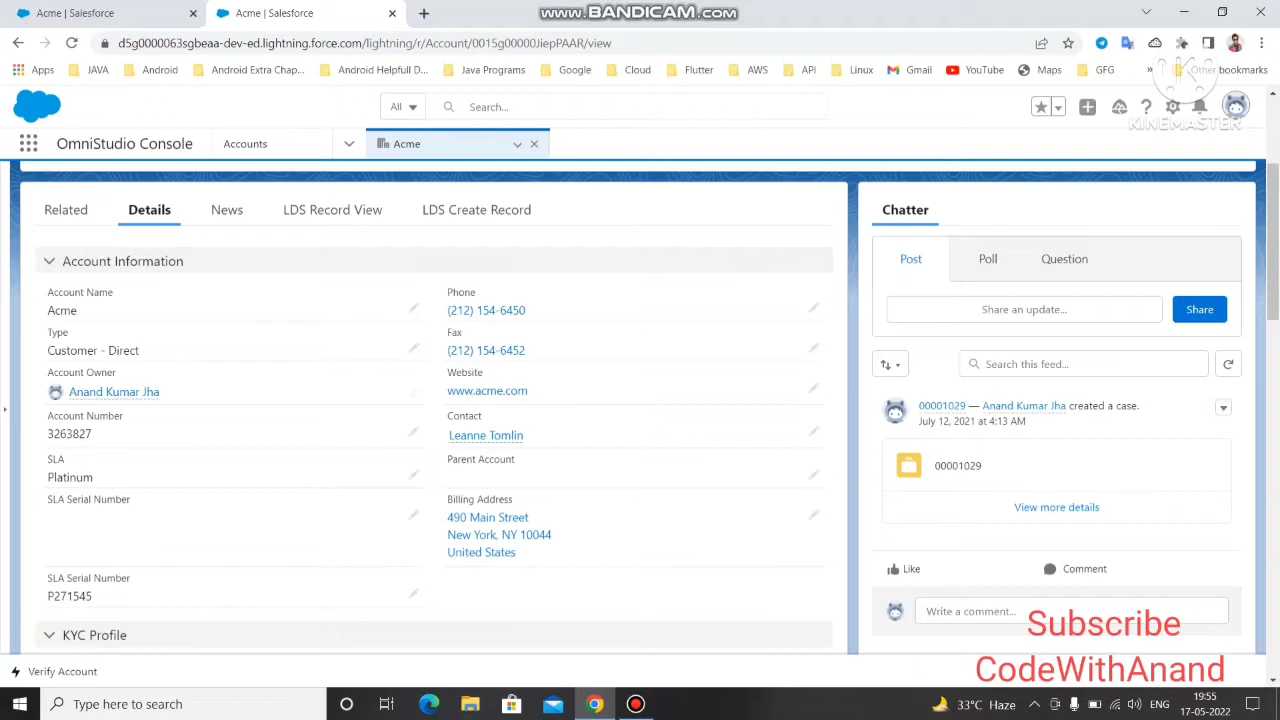 www.BANDICAM.com
Acme | Salesforce
Acme | Salesforce
d5g0000063gbeaa-dev-ed.lightning.force.com/lightning/r/Account/0015g00000JiepPAAR/view
Apps
JAVA
Android
Android Extra Chap...
Android Helpfull D...
Java Programs
Google
Cloud
Flutter
AWS
APi
Linux
Gmail
YouTube
Maps
GFG
»
Other bookmarks
All
Search...
KINEMASTER
OmniStudio Console
Accounts
Acme
Related
Details
News
LDS Record View
LDS Create Record
Account Information
Account Name
Acme
Type
Customer - Direct
Account Owner
Anand Kumar Jha
Account Number
3263827
SLA
Platinum
SLA Serial Number
SLA Serial Number
P271545
Phone
(212) 154-6450
Fax
(212) 154-6452
Website
www.acme.com
Contact
Leanne Tomlin
Parent Account
Billing Address
490 Main Street
New York, NY 10044
United States
KYC Profile
Chatter
Post
Poll
Question
Share an update...
Share
Search this feed...
00001029 — Anand Kumar Jha created a case.
July 12, 2021 at 4:13 AM
00001029
View more details
Like
Comment
Write a comment...
Subscribe
CodeWithAnand
Verify Account
Type here to search
33°C Haze
ENG
19:55
17-05-2022